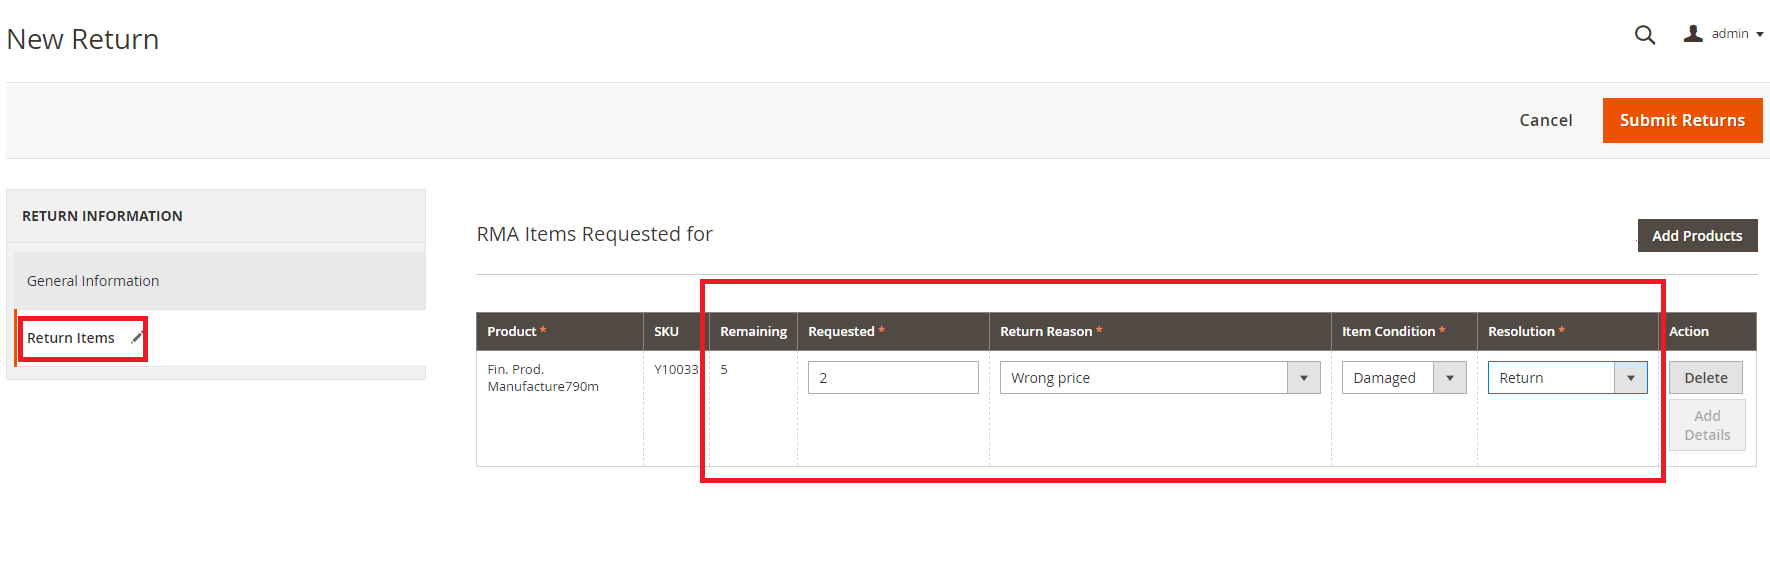 New Return
admin
Cancel
Submit Returns
RETURN INFORMATION
General Information
Return Items
RMA Items Requested for
Add Products
Product * SKU Remaining Requested * Return Reason * Item Condition * Resolution * Action
Fin. Prod. Y10033 5 2 Wrong price Damaged Return Delete
Manufacture790m
Add
Details